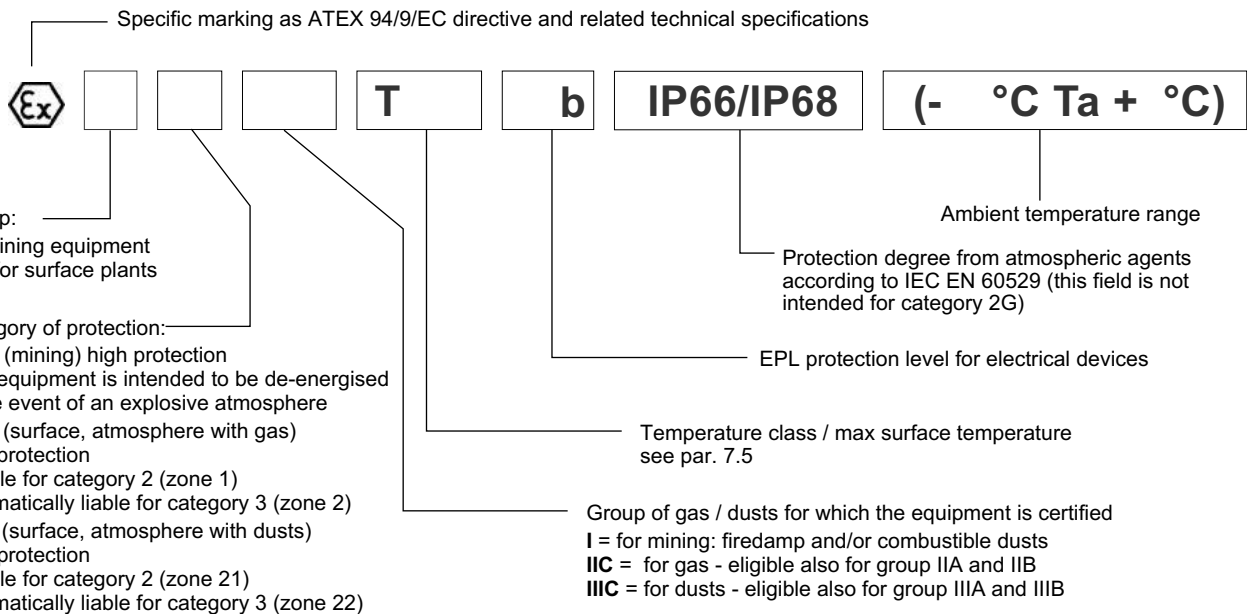 Specific marking as ATEX 94/9/EC directive and related technical specifications
Ex T b IP66/IP68 (- °C Ta + °C)
p:
ining equipment
or surface plants
gory of protection:
(mining) high protection
equipment is intended to be de-energised
e event of an explosive atmosphere
(surface, atmosphere with gas)
protection
le for category 2 (zone 1)
matically liable for category 3 (zone 2)
(surface, atmosphere with dusts)
protection
le for category 2 (zone 21)
matically liable for category 3 (zone 22)
Ambient temperature range
Protection degree from atmospheric agents
according to IEC EN 60529 (this field is not
intended for category 2G)
EPL protection level for electrical devices
Temperature class / max surface temperature
see par. 7.5
Group of gas / dusts for which the equipment is certified
I = for mining: firedamp and/or combustible dusts
IIC = for gas - eligible also for group IIA and IIB
IIIC = for dusts - eligible also for group IIIA and IIIB